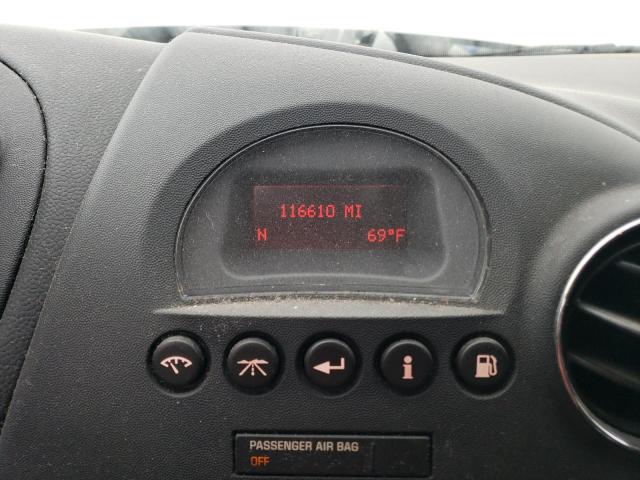 116610 MI
N 69°F
PASSENGER AIR BAG
OFF